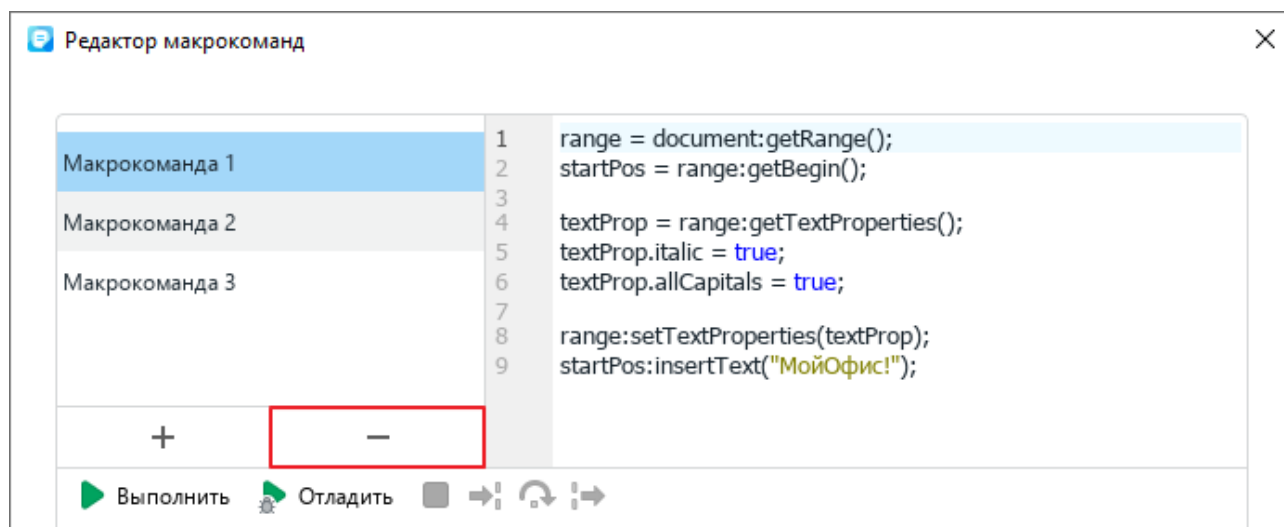 Редактор макрокоманд
Макрокоманда 1
Макрокоманда 2
Макрокоманда 3
1 range = document:getRange();
2 startPos = range:getBegin();
3
4 textProp = range:getTextProperties();
5 textProp.italic = true;
6 textProp.allCapitals = true;
7
8 range:setTextProperties(textProp);
9 startPos:insertText("МойОфис!");
+ −
Выполнить Отладить